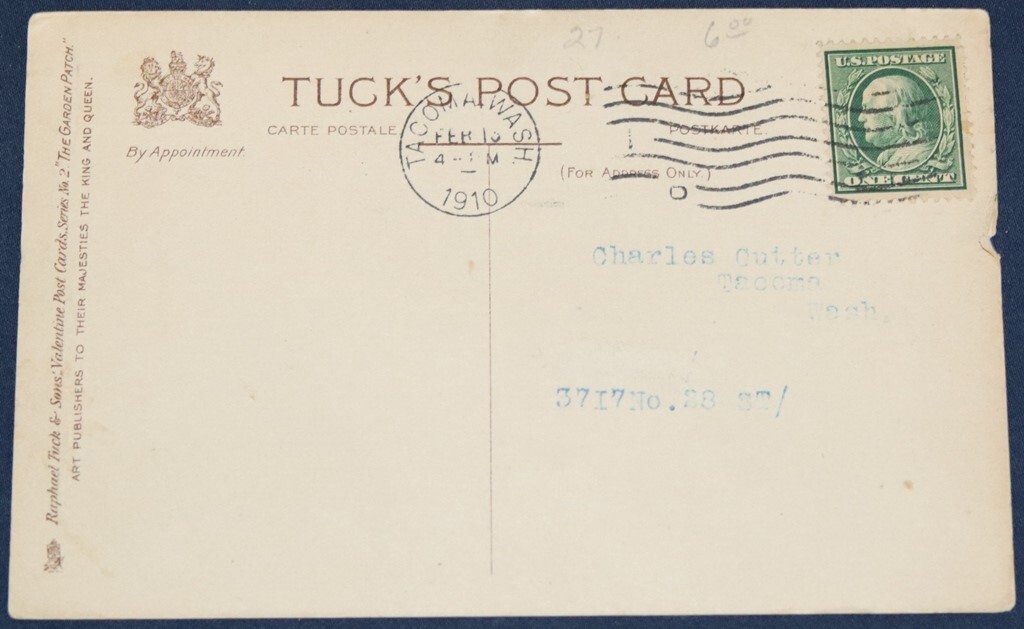 27 6.00
U.S. POSTAGE
ONE CENT
TUCK'S POST CARD
CARTE POSTALE POSTKARTE.
By Appointment.
(FOR ADDRESS ONLY.)
TACOMA, WASH.
FEB 13
4 - PM
1910
Charles Cutter
Tacoma
Wash.
3717No.28 ST/
Raphael Tuck & Sons' "Valentine" Post Cards. Series No. 2. "THE GARDEN PATCH."
ART PUBLISHERS TO THEIR MAJESTIES THE KING AND QUEEN.